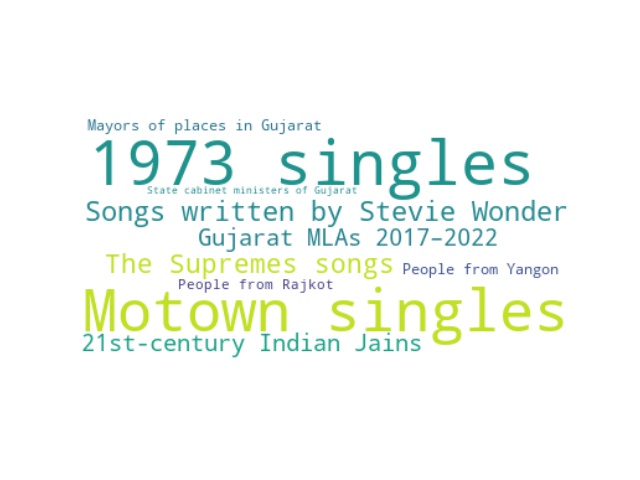 Mayors of places in Gujarat
1973 singles
State cabinet ministers of Gujarat
Songs written by Stevie Wonder
Gujarat MLAs 2017–2022
The Supremes songs
People from Yangon
People from Rajkot
Motown singles
21st-century Indian Jains